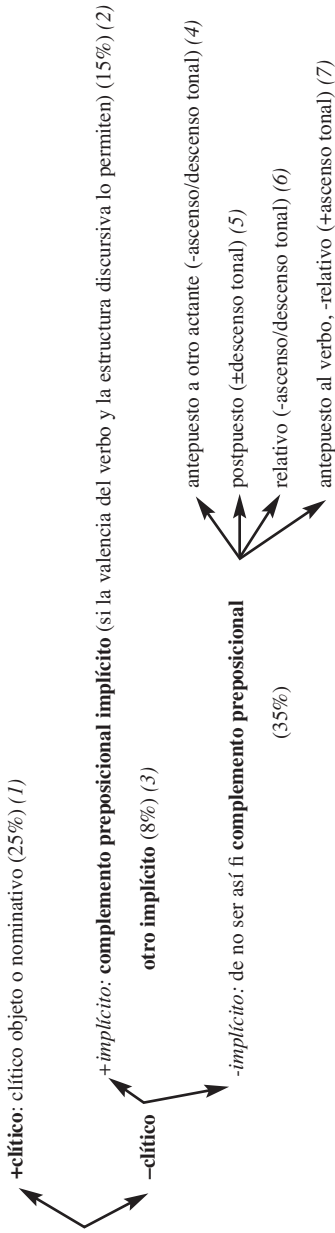 +clítico: clítico objeto o nominativo (25%) (1)
+implícito: complemento preposicional implícito (si la valencia del verbo y la estructura discursiva lo permiten) (15%) (2)
–clítico
otro implícito (8%) (3)
-implícito: de no ser así fi complemento preposicional
(35%)
antepuesto a otro actante (-ascenso/descenso tonal) (4)
postpuesto (±descenso tonal) (5)
relativo (-ascenso/descenso tonal) (6)
antepuesto al verbo, -relativo (+ascenso tonal) (7)